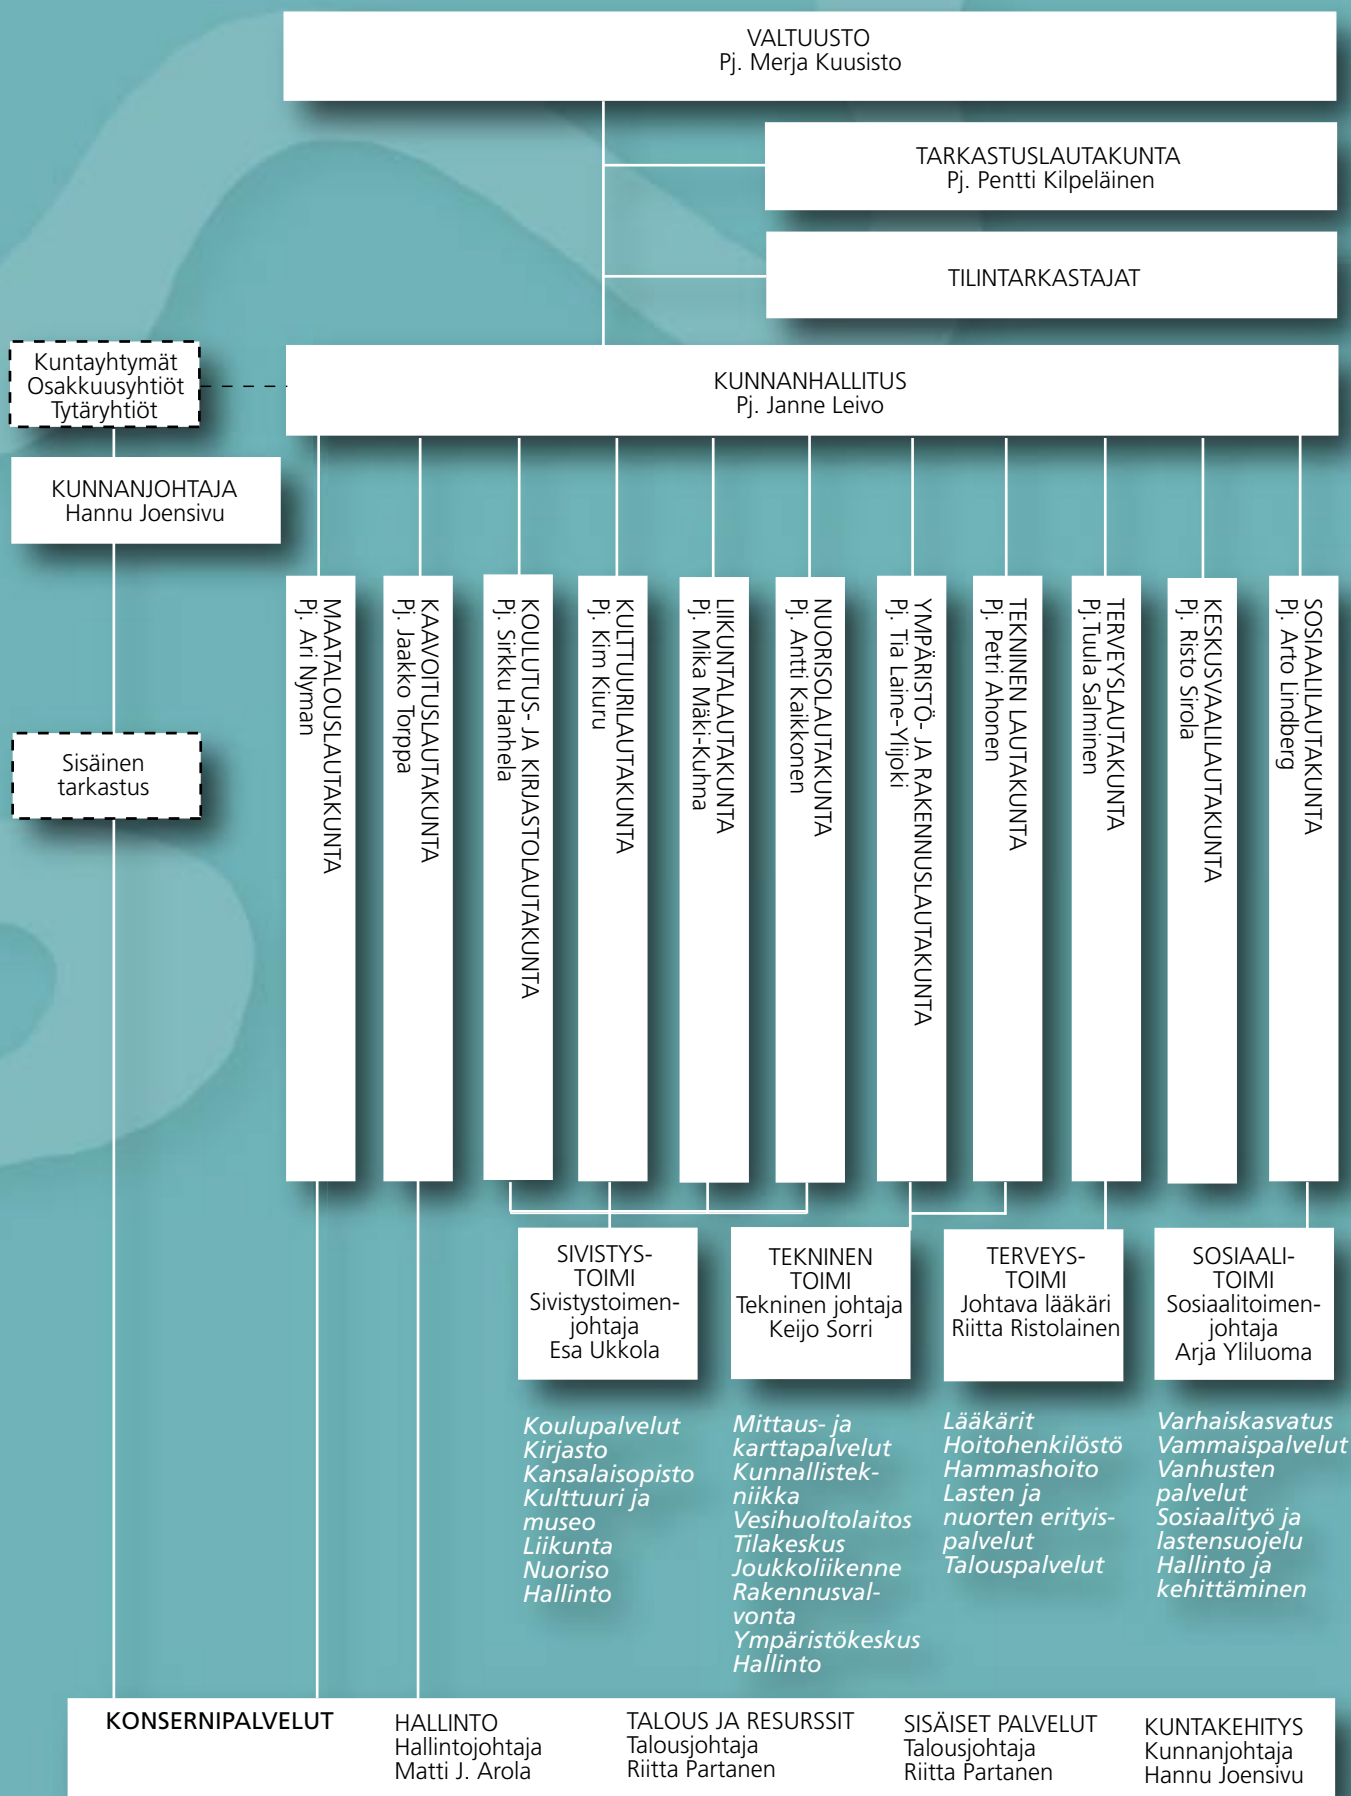 VALTUUSTO
Pj. Merja Kuusisto
TARKASTUSLAUTAKUNTA
Pj. Pentti Kilpeläinen
TILINTARKASTAJAT
Kuntayhtymät
Osakkuusyhtiöt
Tytäryhtiöt
KUNNANHALLITUS
Pj. Janne Leivo
KUNNANJOHTAJA
Hannu Joensivu
Sisäinen
tarkastus
MAATALOUSLAUTAKUNTA
Pj. Ari Nyman
KAAVOITUSLAUTAKUNTA
Pj. Jaakko Torppa
KOULUTUS- JA KIRJASTOLAUTAKUNTA
Pj. Sirkku Hanhela
KULTTUURILAUTAKUNTA
Pj. Kim Kiuru
LIIKUNTALAUTAKUNTA
Pj. Mika Mäki-Kuhna
NUORISOLAUTAKUNTA
Pj. Antti Kaikkonen
YMPÄRISTÖ- JA RAKENNUSLAUTAKUNTA
Pj. Tia Laine-Ylijoki
TEKNINEN LAUTAKUNTA
Pj. Petri Ahonen
TERVEYSLAUTAKUNTA
Pj.Tuula Salminen
KESKUSVAALILAUTAKUNTA
Pj. Risto Sirola
SOSIAALILAUTAKUNTA
Pj. Arto Lindberg
SIVISTYS-
TOIMI
Sivistystoimen-
johtaja
Esa Ukkola
TEKNINEN
TOIMI
Tekninen johtaja
Keijo Sorri
TERVEYS-
TOIMI
Johtava lääkäri
Riitta Ristolainen
SOSIAALI-
TOIMI
Sosiaalitoimen-
johtaja
Arja Yliluoma
Koulupalvelut
Kirjasto
Kansalaisopisto
Kulttuuri ja
museo
Liikunta
Nuoriso
Hallinto
Mittaus- ja
karttapalvelut
Kunnallistek-
niikka
Vesihuoltolaitos
Tilakeskus
Joukkoliikenne
Rakennusval-
vonta
Ympäristökeskus
Hallinto
Lääkärit
Hoitohenkilöstö
Hammashoito
Lasten ja
nuorten erityis-
palvelut
Talouspalvelut
Varhaiskasvatus
Vammaispalvelut
Vanhusten
palvelut
Sosiaalityö ja
lastensuojelu
Hallinto ja
kehittäminen
KONSERNIPALVELUT
HALLINTO
Hallintojohtaja
Matti J. Arola
TALOUS JA RESURSSIT
Talousjohtaja
Riitta Partanen
SISÄISET PALVELUT
Talousjohtaja
Riitta Partanen
KUNTAKEHITYS
Kunnanjohtaja
Hannu Joensivu